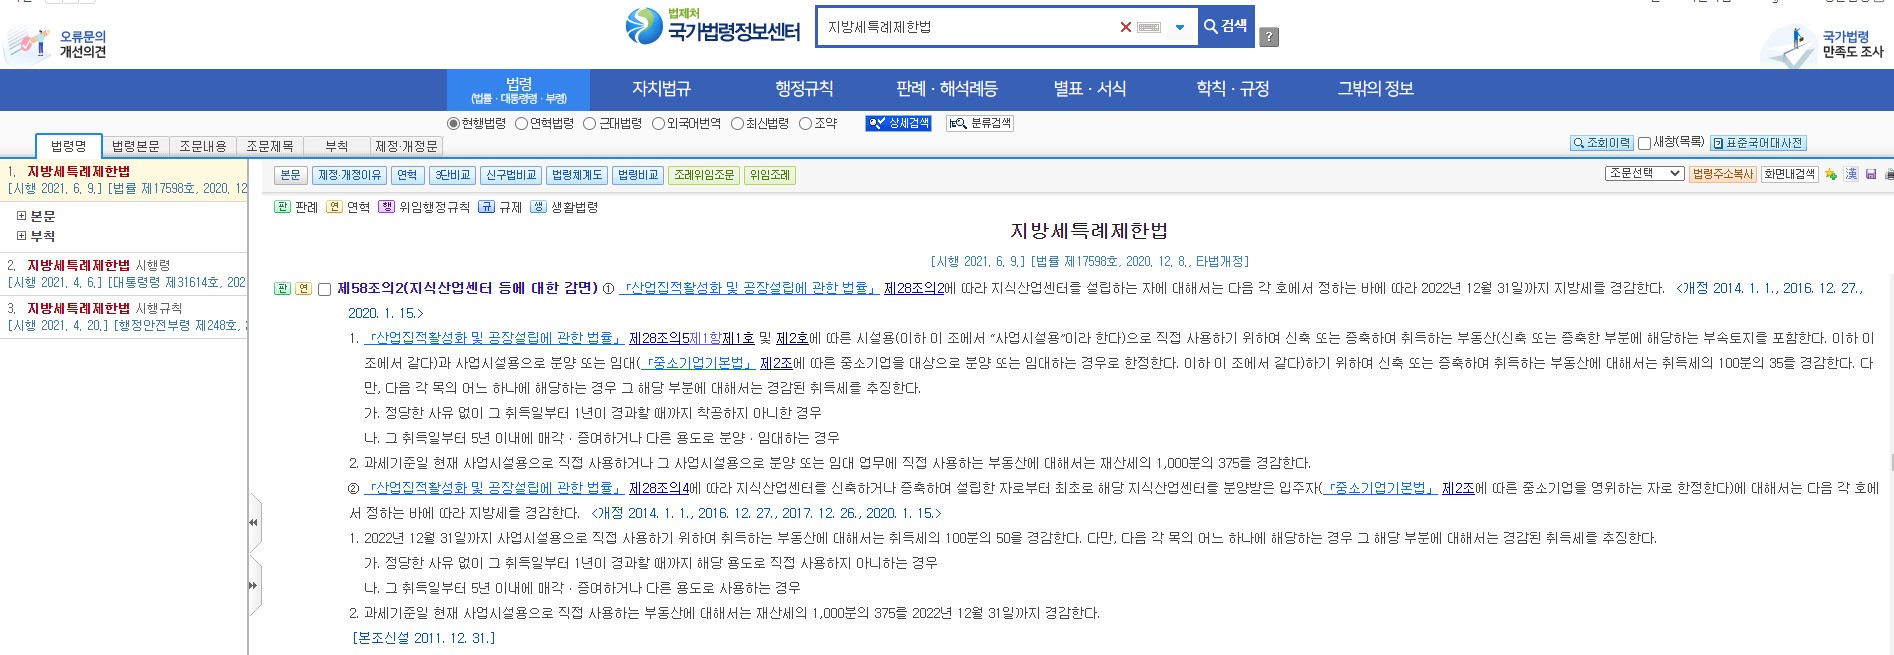 오류문의
개선의견
법제처
국가법령정보센터
지방세특례제한법
검색
?
국가법령
만족도 조사
법령
(법률 · 대통령령 · 부령)
자치법규
행정규칙
판례 · 해석례등
별표 · 서식
학칙 · 규정
그밖의 정보
현행법령 연혁법령 근대법령 외국어번역 최신법령 조약 상세검색 분류검색
법령명 법령본문 조문내용 조문제목 부칙 제정·개정문
조회이력 새창(목록) 표준국어대사전
1. 지방세특례제한법
[시행 2021. 6. 9.] [법률 제17598호, 2020. 12
본문
부칙
2. 지방세특례제한법 시행령
[시행 2021. 4. 6.] [대통령령 제31614호, 202
3. 지방세특례제한법 시행규칙
[시행 2021. 4. 20.] [행정안전부령 제248호,
본문 제정·개정이유 연혁 3단비교 신구법비교 법령체계도 법령비교 조례위임조문 위임조례
조문선택 법령주소복사 화면내검색 漢
판 판례 연 연혁 행 위임행정규칙 규 규제 생 생활법령
지방세특례제한법
[시행 2021. 6. 9.] [법률 제17598호, 2020. 12. 8., 타법개정]
판 연 제58조의2(지식산업센터 등에 대한 감면) ① 「산업집적활성화 및 공장설립에 관한 법률」 제28조의2에 따라 지식산업센터를 설립하는 자에 대해서는 다음 각 호에서 정하는 바에 따라 2022년 12월 31일까지 지방세를 경감한다. <개정 2014. 1. 1., 2016. 12. 27.,
2020. 1. 15.>
1. 「산업집적활성화 및 공장설립에 관한 법률」 제28조의5제1항제1호 및 제2호에 따른 시설용(이하 이 조에서 “사업시설용”이라 한다)으로 직접 사용하기 위하여 신축 또는 증축하여 취득하는 부동산(신축 또는 증축한 부분에 해당하는 부속토지를 포함한다. 이하 이
조에서 같다)과 사업시설용으로 분양 또는 임대(「중소기업기본법」 제2조에 따른 중소기업을 대상으로 분양 또는 임대하는 경우로 한정한다. 이하 이 조에서 같다)하기 위하여 신축 또는 증축하여 취득하는 부동산에 대해서는 취득세의 100분의 35를 경감한다. 다
만, 다음 각 목의 어느 하나에 해당하는 경우 그 해당 부분에 대해서는 경감된 취득세를 추징한다.
가. 정당한 사유 없이 그 취득일부터 1년이 경과할 때까지 착공하지 아니한 경우
나. 그 취득일부터 5년 이내에 매각ㆍ증여하거나 다른 용도로 분양ㆍ임대하는 경우
2. 과세기준일 현재 사업시설용으로 직접 사용하거나 그 사업시설용으로 분양 또는 임대 업무에 직접 사용하는 부동산에 대해서는 재산세의 1,000분의 375를 경감한다.
② 「산업집적활성화 및 공장설립에 관한 법률」 제28조의4에 따라 지식산업센터를 신축하거나 증축하여 설립한 자로부터 최초로 해당 지식산업센터를 분양받은 입주자(「중소기업기본법」 제2조에 따른 중소기업을 영위하는 자로 한정한다)에 대해서는 다음 각 호에
서 정하는 바에 따라 지방세를 경감한다. <개정 2014. 1. 1., 2016. 12. 27., 2017. 12. 26., 2020. 1. 15.>
1. 2022년 12월 31일까지 사업시설용으로 직접 사용하기 위하여 취득하는 부동산에 대해서는 취득세의 100분의 50을 경감한다. 다만, 다음 각 목의 어느 하나에 해당하는 경우 그 해당 부분에 대해서는 경감된 취득세를 추징한다.
가. 정당한 사유 없이 그 취득일부터 1년이 경과할 때까지 해당 용도로 직접 사용하지 아니하는 경우
나. 그 취득일부터 5년 이내에 매각ㆍ증여하거나 다른 용도로 사용하는 경우
2. 과세기준일 현재 사업시설용으로 직접 사용하는 부동산에 대해서는 재산세의 1,000분의 375를 2022년 12월 31일까지 경감한다.
[본조신설 2011. 12. 31.]